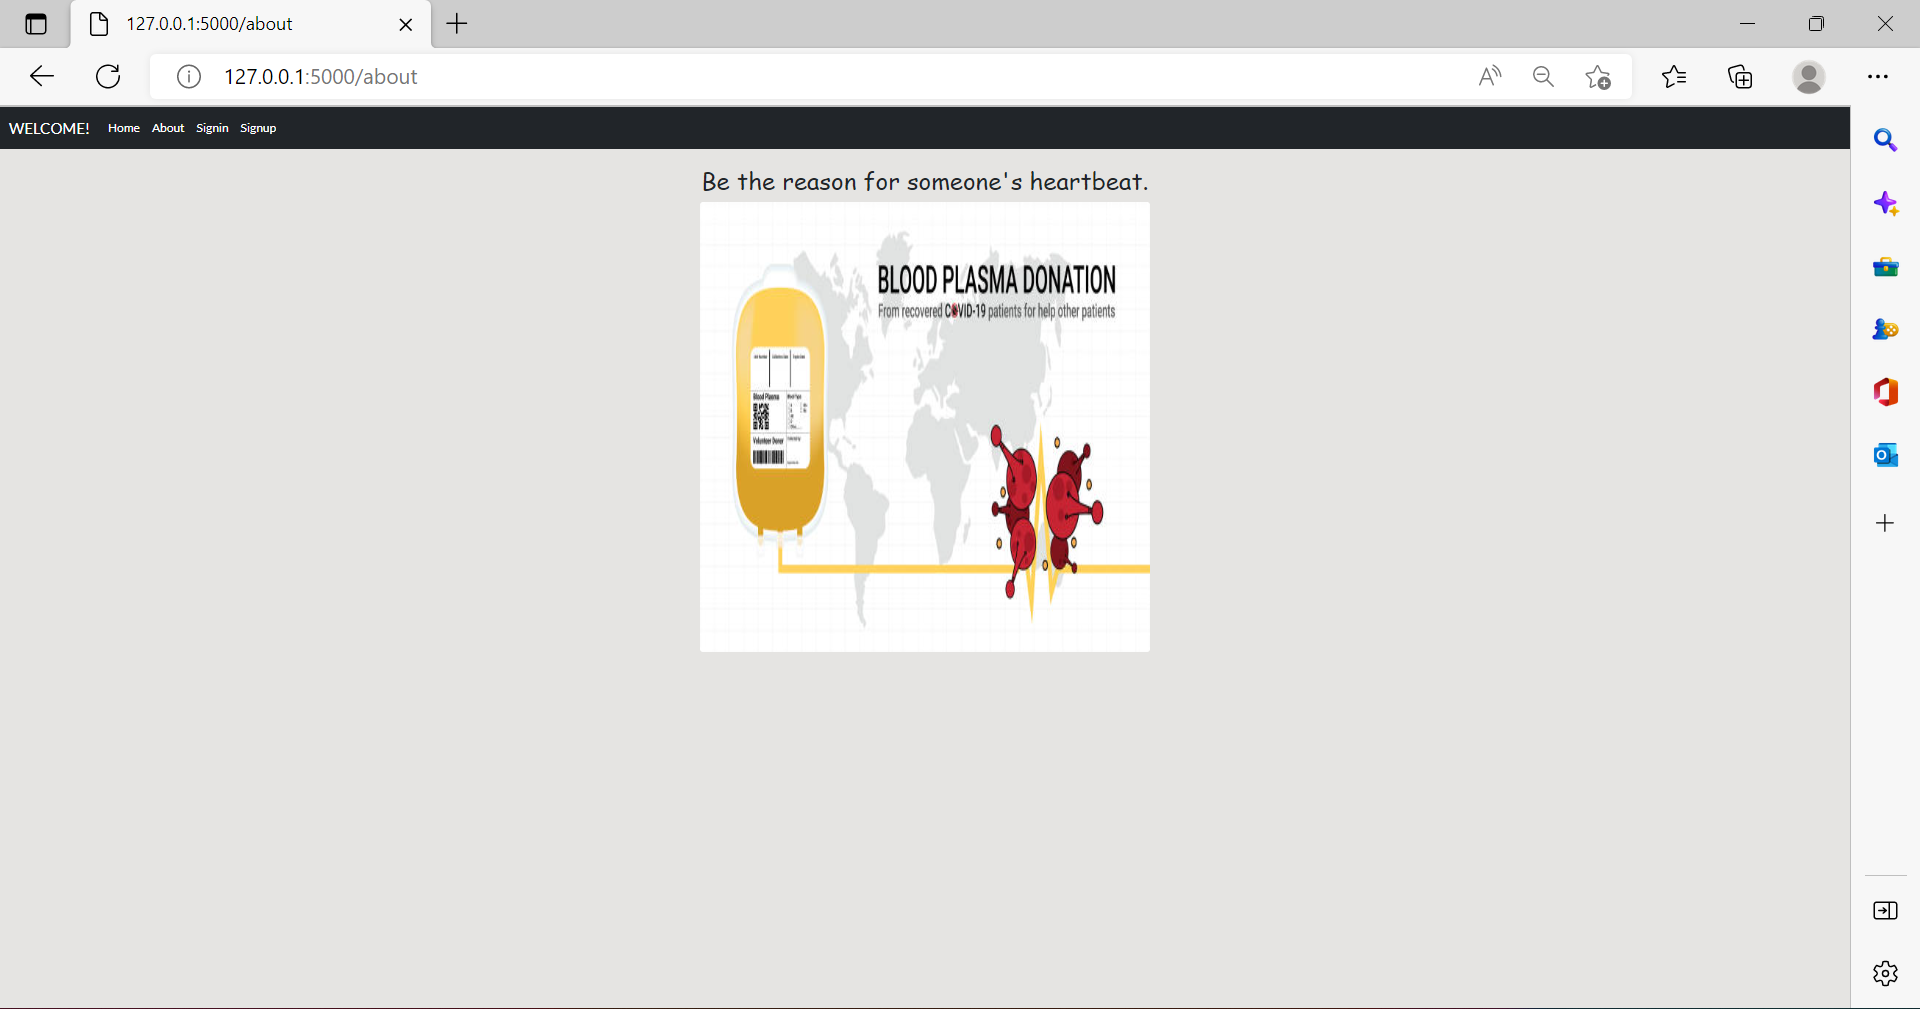 127.0.0.1:5000/about
127.0.0.1:5000/about
WELCOME! Home About Signin Signup
Be the reason for someone's heartbeat.
BLOOD PLASMA DONATION
From recovered COVID-19 patients for help other patients
Blood Plasma
Volunteer Donor